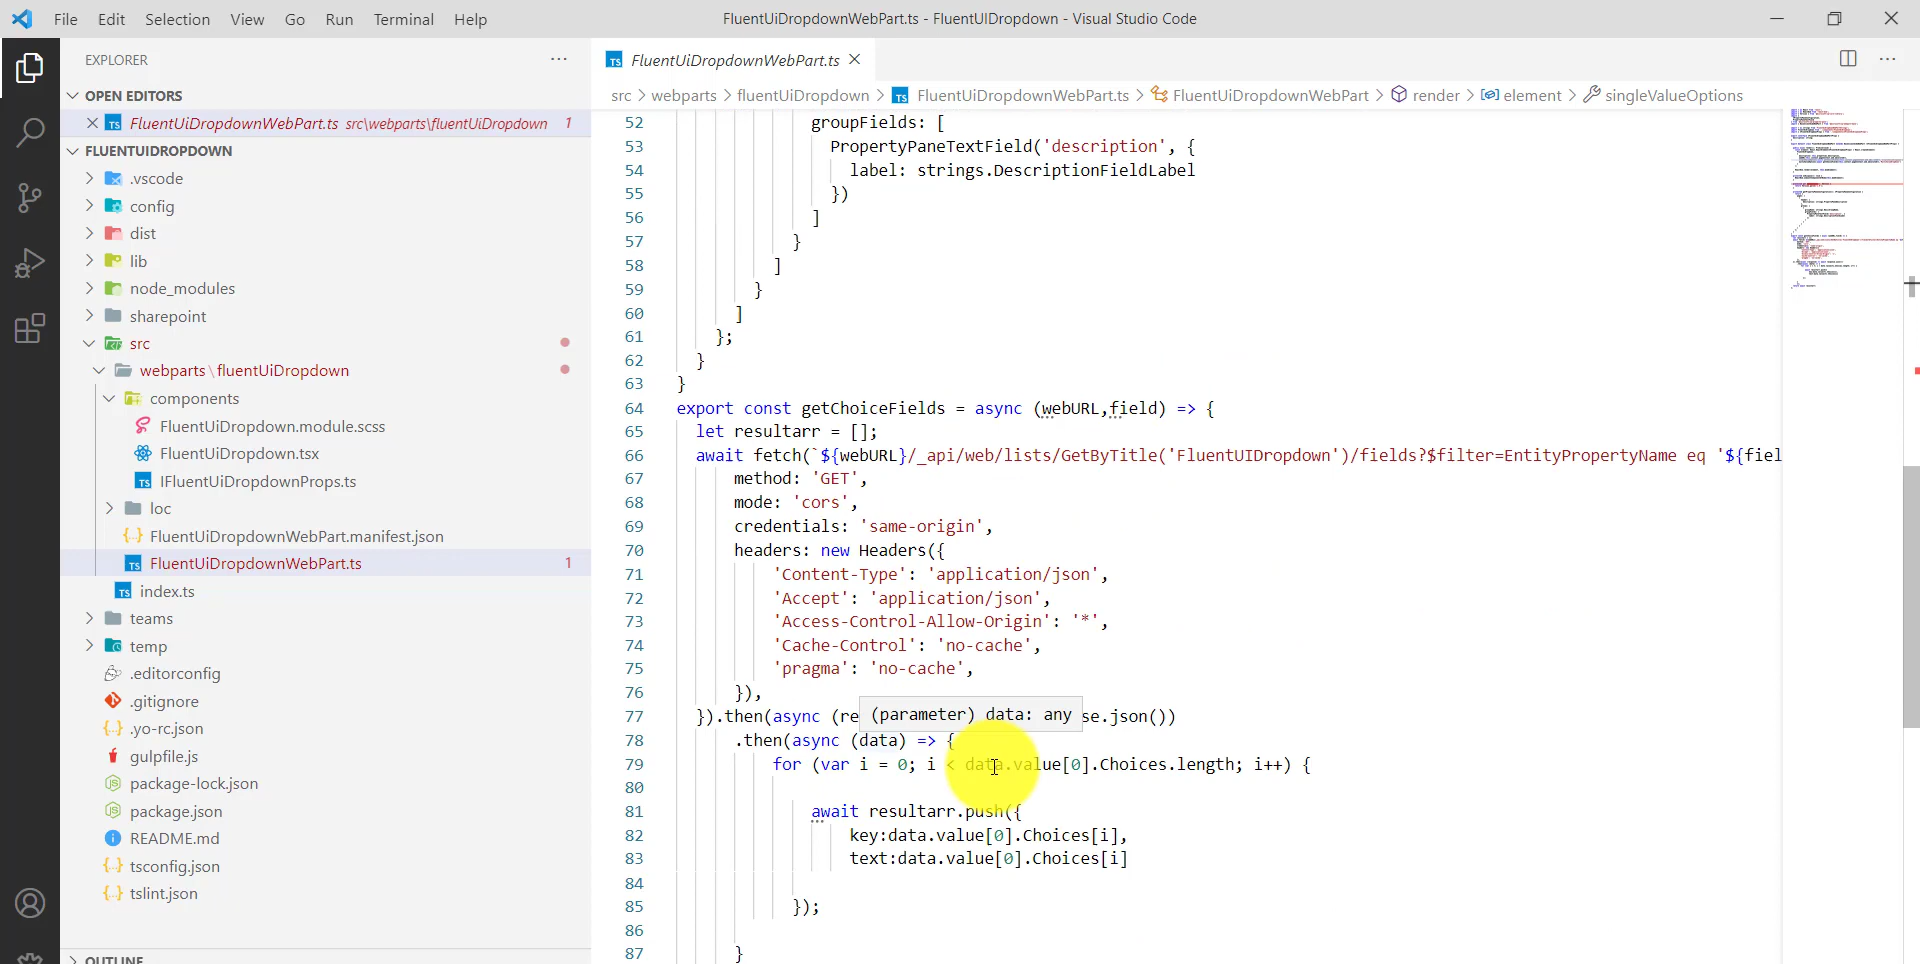 File Edit Selection View Go Run Terminal Help
FluentUiDropdownWebPart.ts - FluentUIDropdown - Visual Studio Code
EXPLORER
OPEN EDITORS
FluentUiDropdownWebPart.ts src\webparts\fluentUiDropdown 1
FLUENTUIDROPDOWN
.vscode
config
dist
lib
node_modules
sharepoint
src
webparts\fluentUiDropdown
components
FluentUiDropdown.module.scss
FluentUiDropdown.tsx
IFluentUiDropdownProps.ts
loc
FluentUiDropdownWebPart.manifest.json
FluentUiDropdownWebPart.ts 1
index.ts
teams
temp
.editorconfig
.gitignore
.yo-rc.json
gulpfile.js
package-lock.json
package.json
README.md
tsconfig.json
tslint.json
OUTLINE
FluentUiDropdownWebPart.ts
src > webparts > fluentUiDropdown > FluentUiDropdownWebPart.ts > FluentUiDropdownWebPart > render > element > singleValueOptions
52 groupFields: [
53 PropertyPaneTextField('description', {
54 label: strings.DescriptionFieldLabel
55 })
56 ]
57 }
58 ]
59 }
60 ]
61 };
62 }
63 }
64 export const getChoiceFields = async (webURL,field) => {
65 let resultarr = [];
66 await fetch(`${webURL}/_api/web/lists/GetByTitle('FluentUIDropdown')/fields?$filter=EntityPropertyName eq '${fiel
67 method: 'GET',
68 mode: 'cors',
69 credentials: 'same-origin',
70 headers: new Headers({
71 'Content-Type': 'application/json',
72 'Accept': 'application/json',
73 'Access-Control-Allow-Origin': '*',
74 'Cache-Control': 'no-cache',
75 'pragma': 'no-cache',
76 }),
77 }).then(async (re (parameter) data: any se.json())
78 .then(async (data) => {
79 for (var i = 0; i < data.value[0].Choices.length; i++) {
80
81 await resultarr.push({
82 key:data.value[0].Choices[i],
83 text:data.value[0].Choices[i]
84
85 });
86
87 }